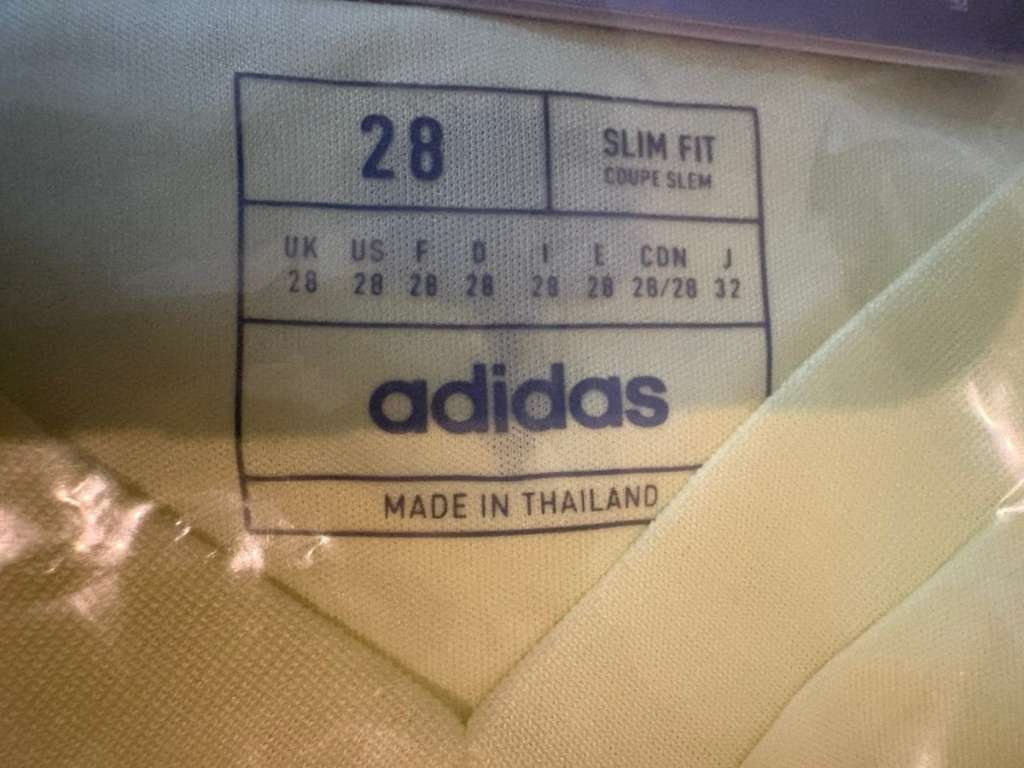 28
SLIM FIT
COUPE SLEM
UK US F D I E CDN J
28 28 28 28 28 28 28/28 32
adidas
MADE IN THAILAND